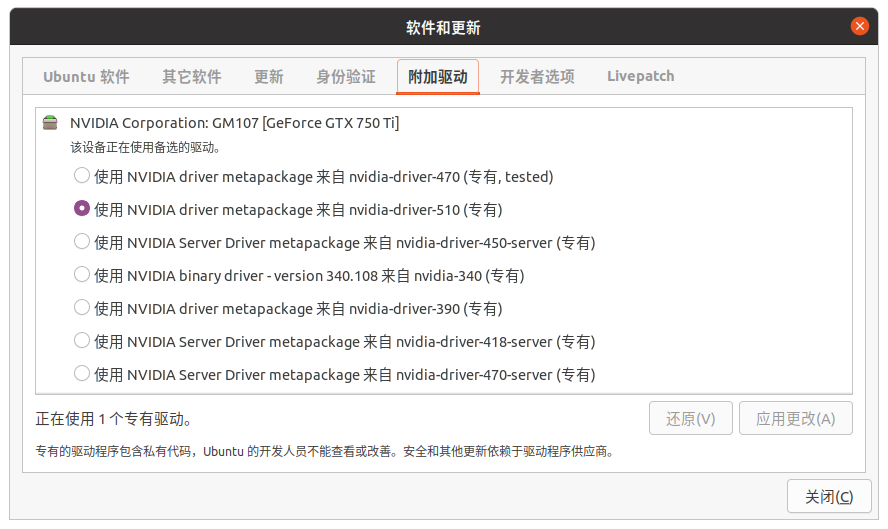 软件和更新
Ubuntu 软件 其它软件 更新 身份验证 附加驱动 开发者选项 Livepatch
NVIDIA Corporation: GM107 [GeForce GTX 750 Ti]
该设备正在使用备选的驱动。
使用 NVIDIA driver metapackage 来自 nvidia-driver-470 (专有, tested)
使用 NVIDIA driver metapackage 来自 nvidia-driver-510 (专有)
使用 NVIDIA Server Driver metapackage 来自 nvidia-driver-450-server (专有)
使用 NVIDIA binary driver - version 340.108 来自 nvidia-340 (专有)
使用 NVIDIA driver metapackage 来自 nvidia-driver-390 (专有)
使用 NVIDIA Server Driver metapackage 来自 nvidia-driver-418-server (专有)
使用 NVIDIA Server Driver metapackage 来自 nvidia-driver-470-server (专有)
正在使用 1 个专有驱动。 还原(V) 应用更改(A)
专有的驱动程序包含私有代码，Ubuntu 的开发人员不能查看或改善。安全和其他更新依赖于驱动程序供应商。
关闭(C)